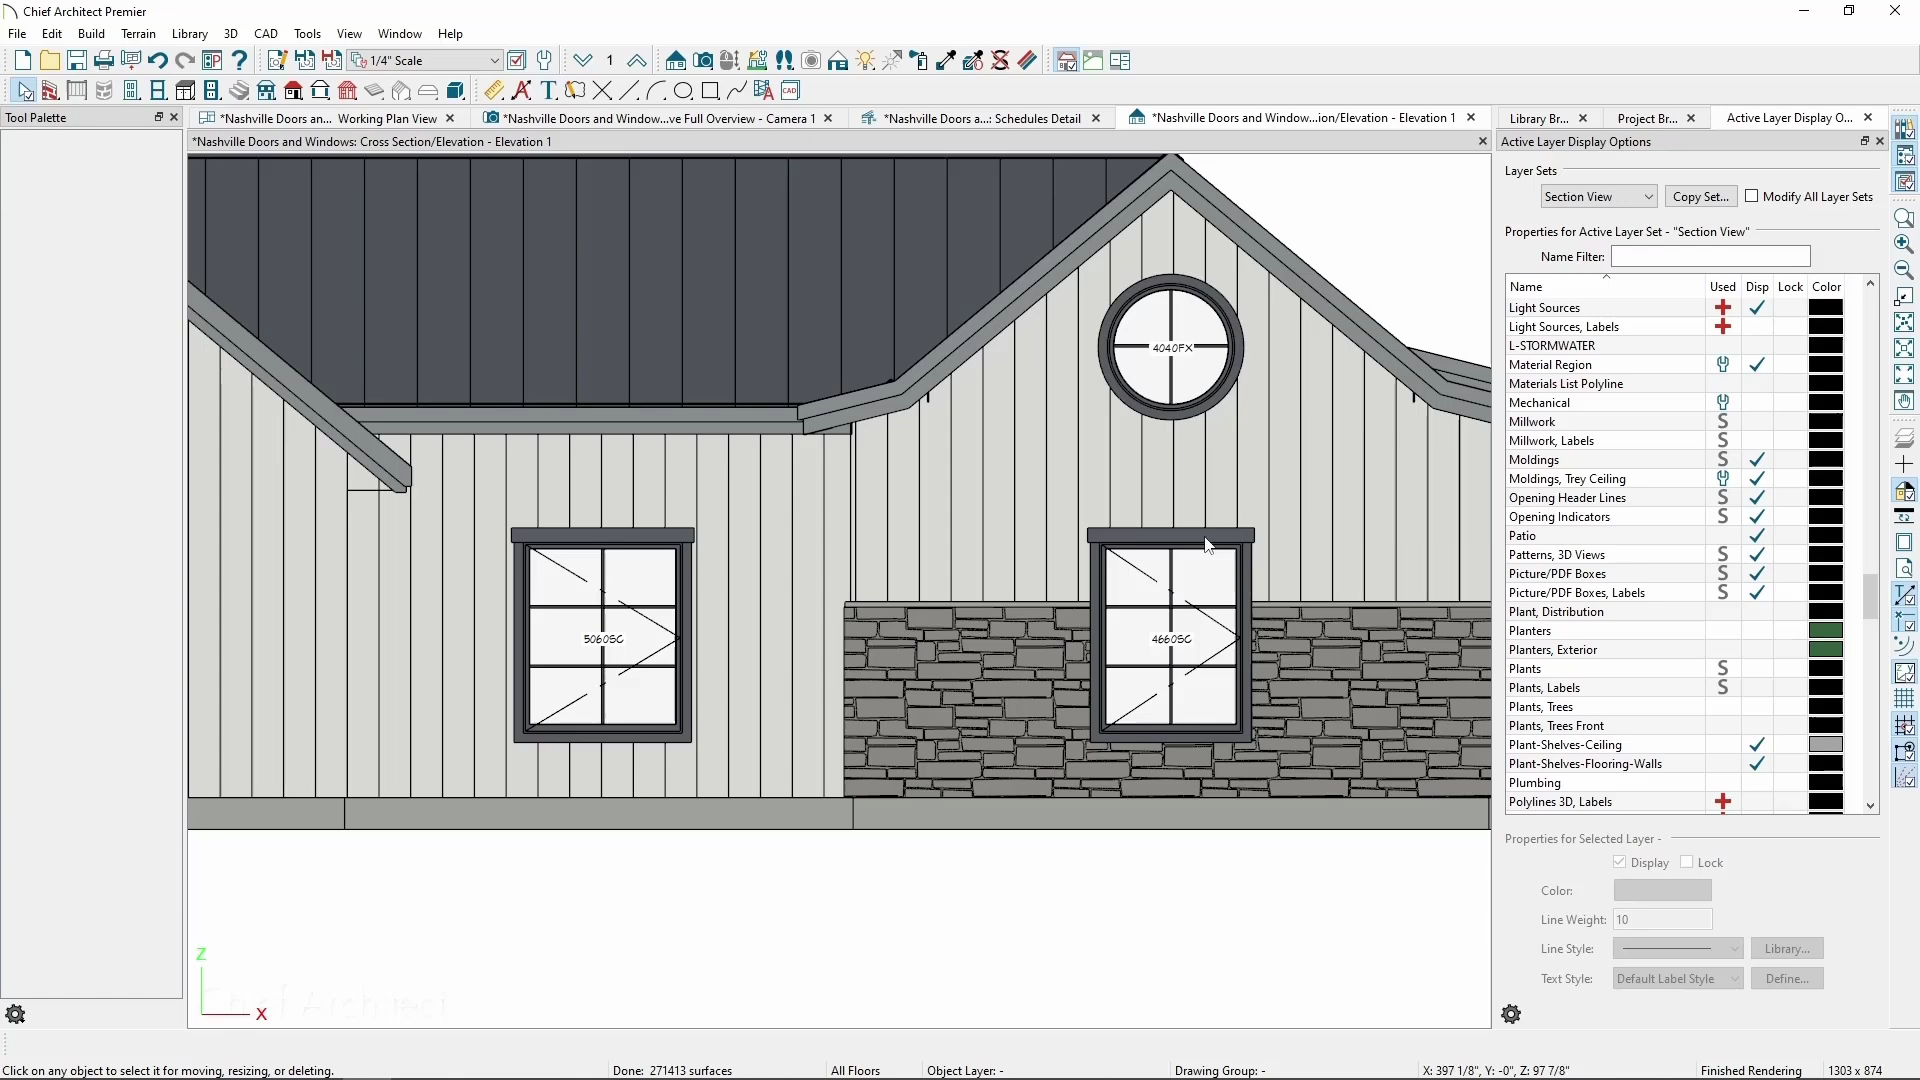 Chief Architect Premier
File Edit Build Terrain Library 3D CAD Tools View Window Help
1/4" Scale 1
CAD
Tool Palette
*Nashville Doors an... Working Plan View
*Nashville Doors and Window...ve Full Overview - Camera 1
*Nashville Doors a...: Schedules Detail
*Nashville Doors and Window...ion/Elevation - Elevation 1
*Nashville Doors and Windows: Cross Section/Elevation - Elevation 1
4040FX
5060SC
4660SC
Z
X
Library Br... Project Br... Active Layer Display O...
Active Layer Display Options
Layer Sets
Section View Copy Set... Modify All Layer Sets
Properties for Active Layer Set - "Section View"
Name Filter:
Name Used Disp Lock Color
Light Sources
Light Sources, Labels
L-STORMWATER
Material Region
Materials List Polyline
Mechanical
Millwork S
Millwork, Labels S
Moldings S
Moldings, Trey Ceiling
Opening Header Lines S
Opening Indicators S
Patio
Patterns, 3D Views S
Picture/PDF Boxes S
Picture/PDF Boxes, Labels S
Plant, Distribution
Planters
Planters, Exterior
Plants S
Plants, Labels S
Plants, Trees
Plants, Trees Front
Plant-Shelves-Ceiling
Plant-Shelves-Flooring-Walls
Plumbing
Polylines 3D, Labels
Properties for Selected Layer -
Display Lock
Color:
Line Weight: 10
Line Style: Library...
Text Style: Default Label Style Define...
Chief Architect
Click on any object to select it for moving, resizing, or deleting. Done: 271413 surfaces All Floors Object Layer: - Drawing Group: - X: 397 1/8", Y: -0", Z: 97 7/8" Finished Rendering 1303 x 874